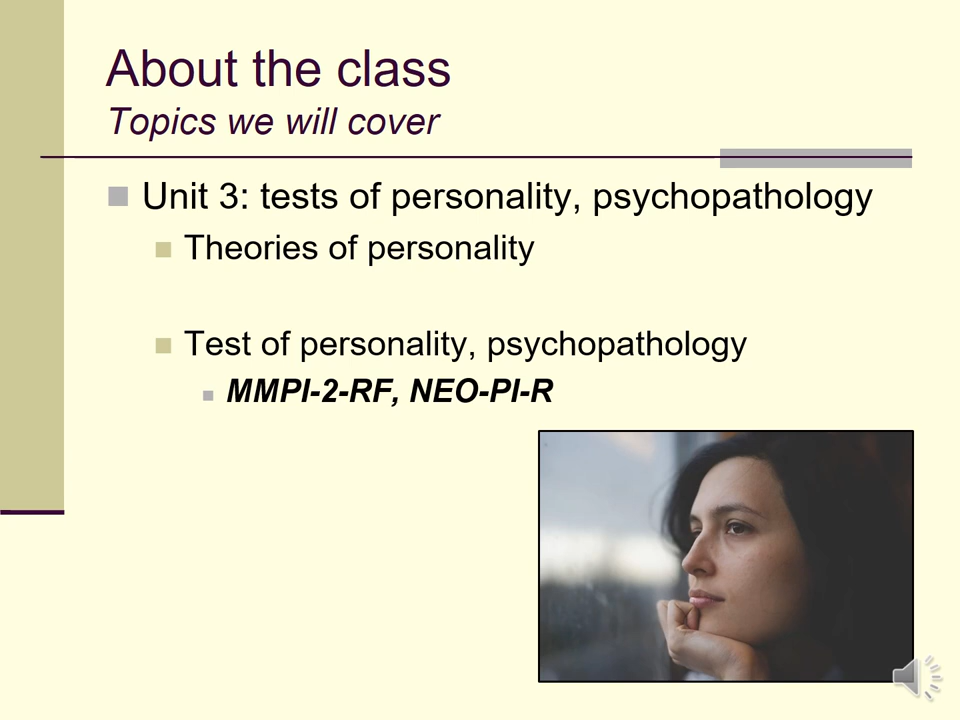 About the class
Topics we will cover
Unit 3: tests of personality, psychopathology
Theories of personality
Test of personality, psychopathology
MMPI-2-RF, NEO-PI-R